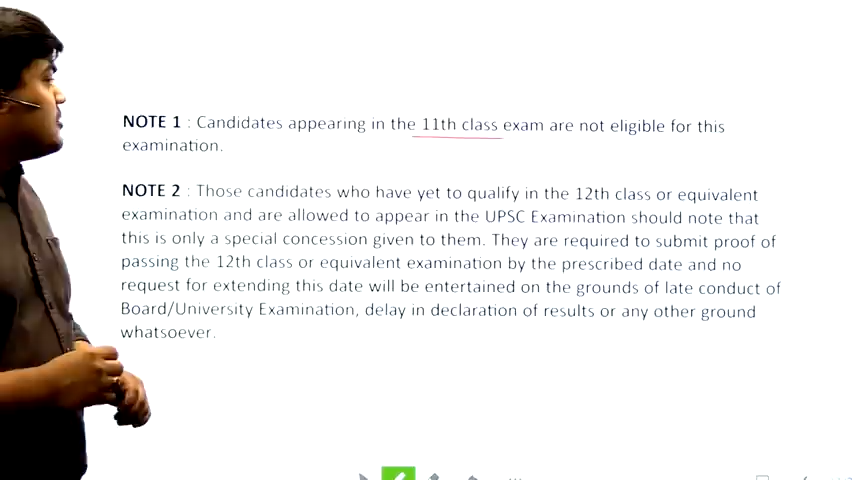 NOTE 1 : Candidates appearing in the 11th class exam are not eligible for this
examination.
NOTE 2 : Those candidates who have yet to qualify in the 12th class or equivalent
examination and are allowed to appear in the UPSC Examination should note that
this is only a special concession given to them. They are required to submit proof of
passing the 12th class or equivalent examination by the prescribed date and no
request for extending this date will be entertained on the grounds of late conduct of
Board/University Examination, delay in declaration of results or any other ground
whatsoever.